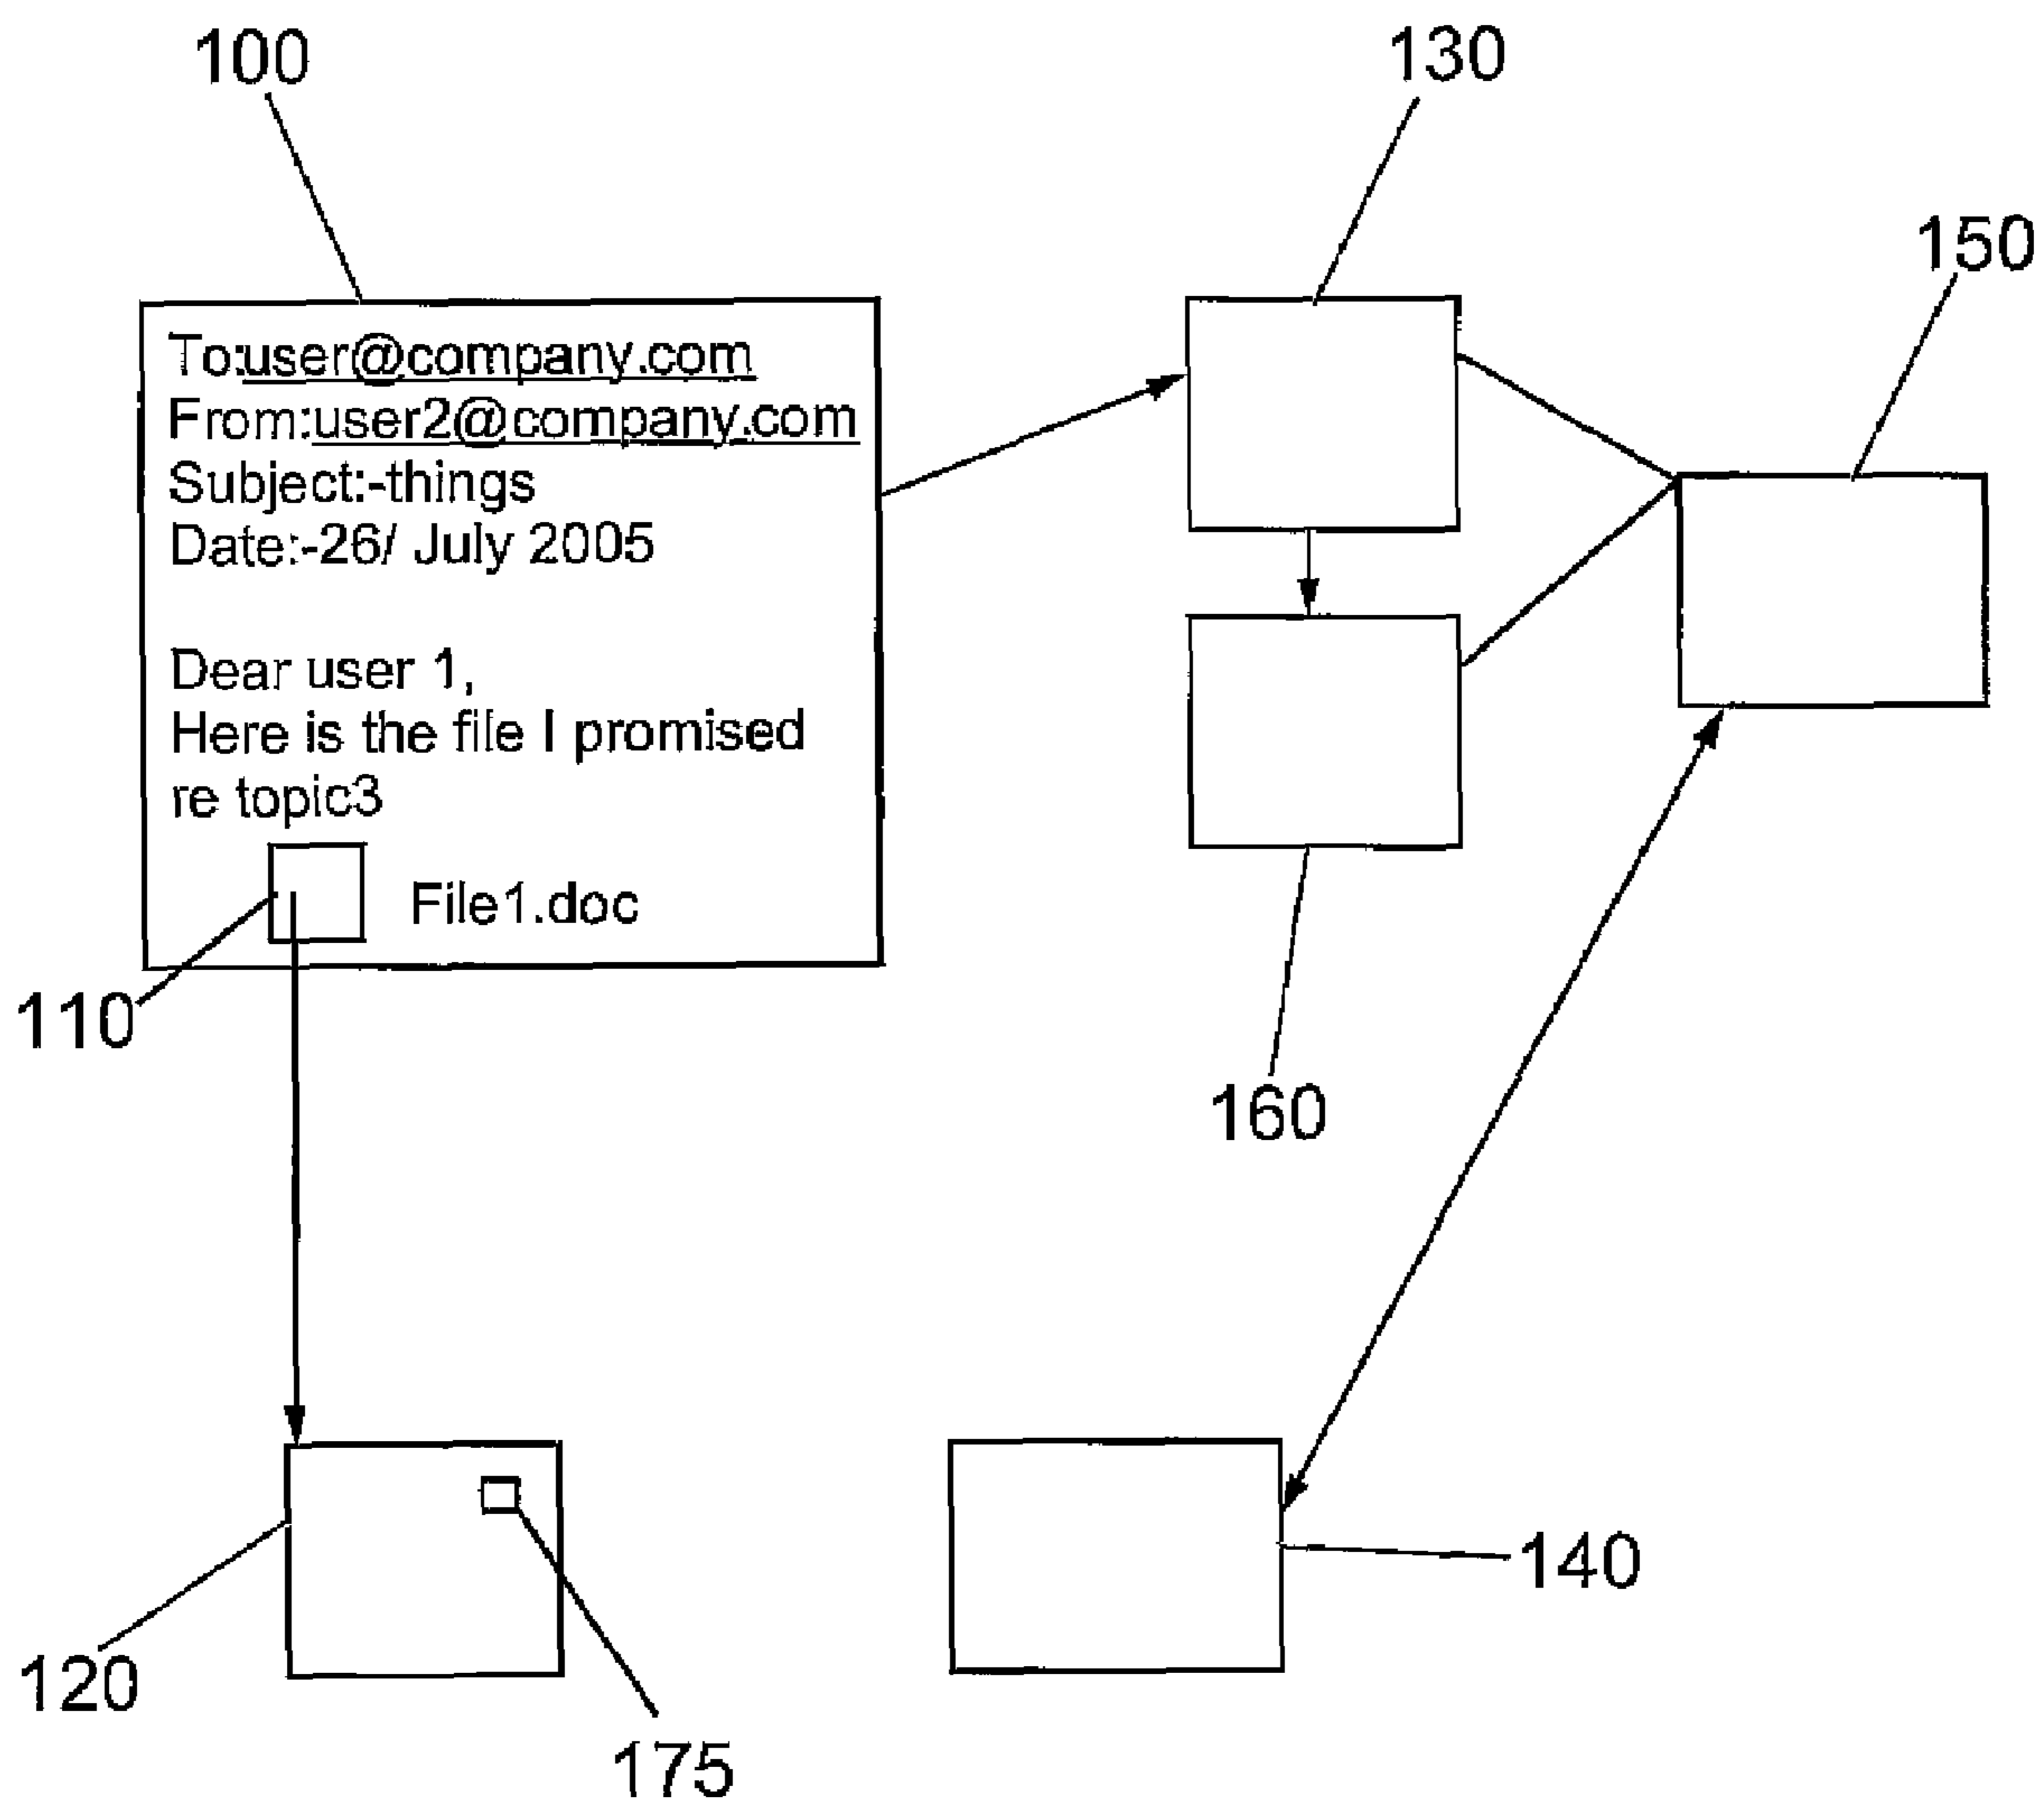 100
130
150
To:user@company.com
From:user2@company.com
Subject:-things
Date:-26/ July 2005
Dear user 1,
Here is the file I promised
re topic3
File1.doc
110
160
140
120
175